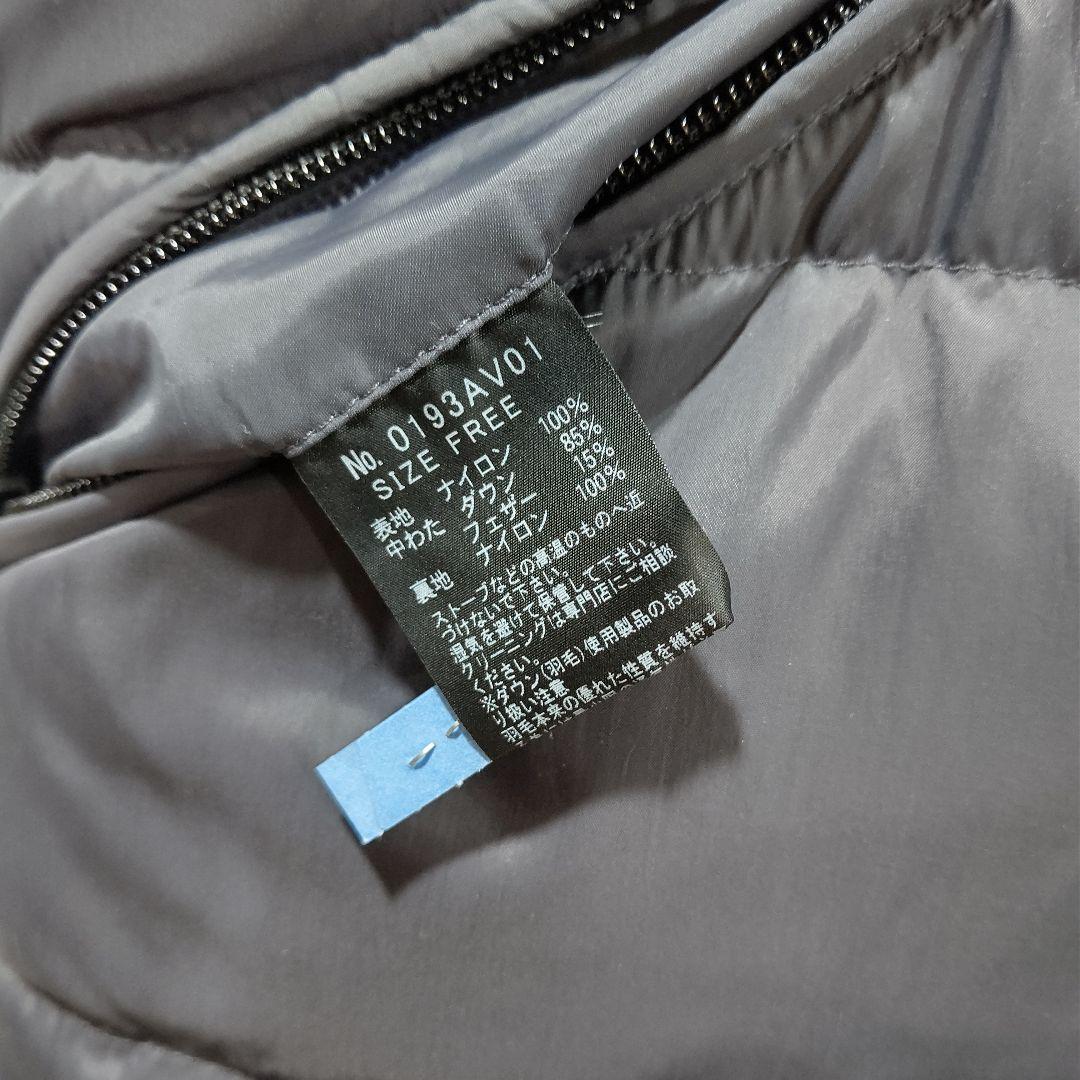 No. 0193AV01
SIZE FREE
表地 ナイロン 100%
中わた ダウン 85%
フェザー 15%
裏地 ナイロン 100%
ストーブなどの高温のものへ近
つけないで下さい。
湿気を避けて保管して下さい。
クリーニングは専門店にご相談
ください。
※ダウン(羽毛)使用製品のお取
り扱い注意
羽毛本来の優れた性質を維持す